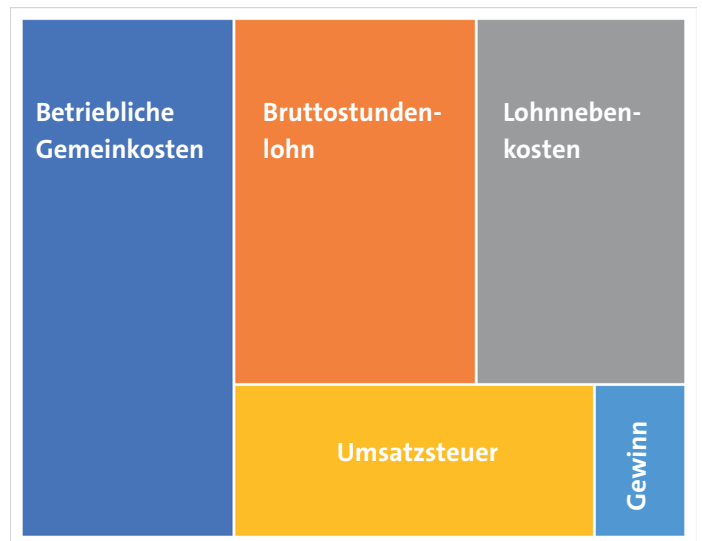 Betriebliche
Gemeinkosten
Bruttostunden-
lohn
Lohnneben-
kosten
Umsatzsteuer
Gewinn